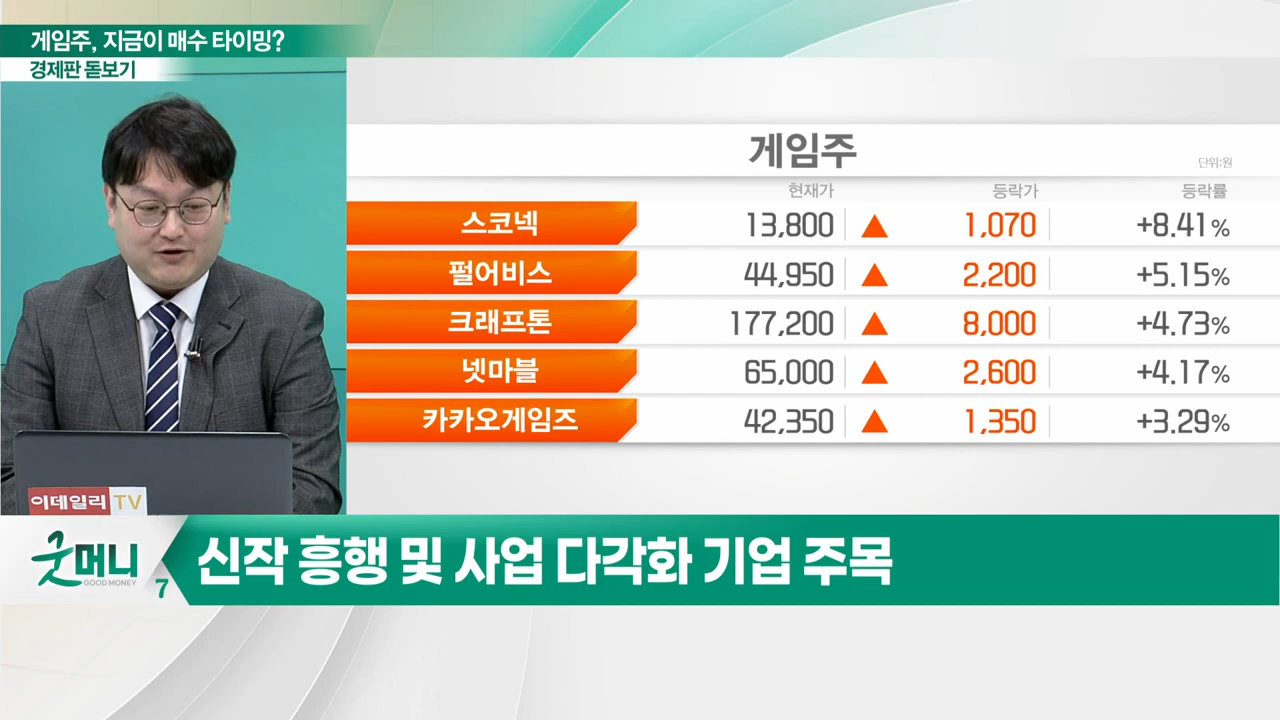 게임주, 지금이 매수 타이밍?
경제판 돋보기
게임주
단위:원
현재가 등락가 등락률
스코넥 13,800 ▲ 1,070 +8.41%
펄어비스 44,950 ▲ 2,200 +5.15%
크래프톤 177,200 ▲ 8,000 +4.73%
넷마블 65,000 ▲ 2,600 +4.17%
카카오게임즈 42,350 ▲ 1,350 +3.29%
이데일리 TV
굿머니 7
GOOD MONEY
신작 흥행 및 사업 다각화 기업 주목